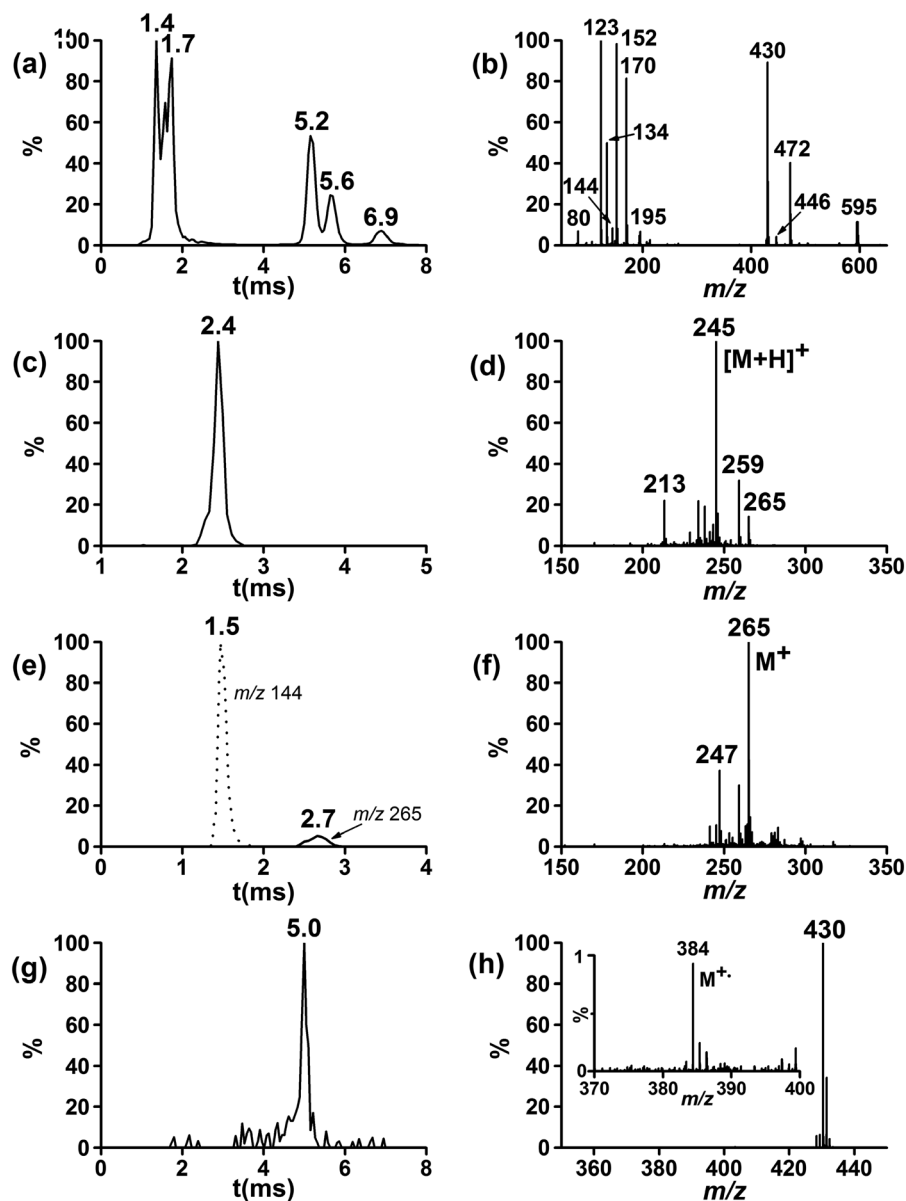 (a)
1.4
1.7
5.2
5.6
6.9
%
100
80
60
40
20
0
0 2 4 6 8
t(ms)
(b)
123
152
170
134
144
80
195
430
472
446
595
%
100
80
60
40
20
0
200 400 600
m/z
(c)
2.4
%
100
80
60
40
20
0
1 2 3 4 5
t(ms)
(d)
245
[M+H]+
213
259
265
%
100
80
60
40
20
0
150 200 250 300 350
m/z
(e)
1.5
m/z 144
2.7
m/z 265
%
100
80
60
40
20
0
0 1 2 3 4
t(ms)
(f)
265
M+
247
%
100
80
60
40
20
0
150 200 250 300 350
m/z
(g)
5.0
%
100
80
60
40
20
0
0 2 4 6 8
t(ms)
(h)
430
%
100
80
60
40
20
0
360 380 400 420 440
m/z
384
M+.
1
%
0
370 380 390 400
m/z